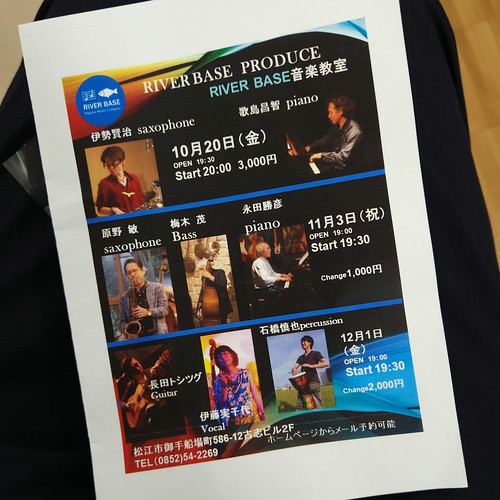 RIVER BASE PRODUCE
RIVER BASE音楽教室
RIVER BASE
伊勢賢治 saxophone
歌島昌智 piano
10月20日(金)
OPEN 19:30
Start 20:00 3,000円
原野 敏
saxophone
梅木 茂
Bass
永田勝彦
piano
11月3日(祝)
OPEN 19:00
Start 19:30
Change1,000円
長田トシツグ
Guitar
伊藤実千代
Vocal
石橋慎也percussion
12月1日
(金)
OPEN 19:00
Start 19:30
Change2,000円
松江市御手船場町586-12古志ビル2F
TEL(0852)54-2269
ホームページからメール予約可能